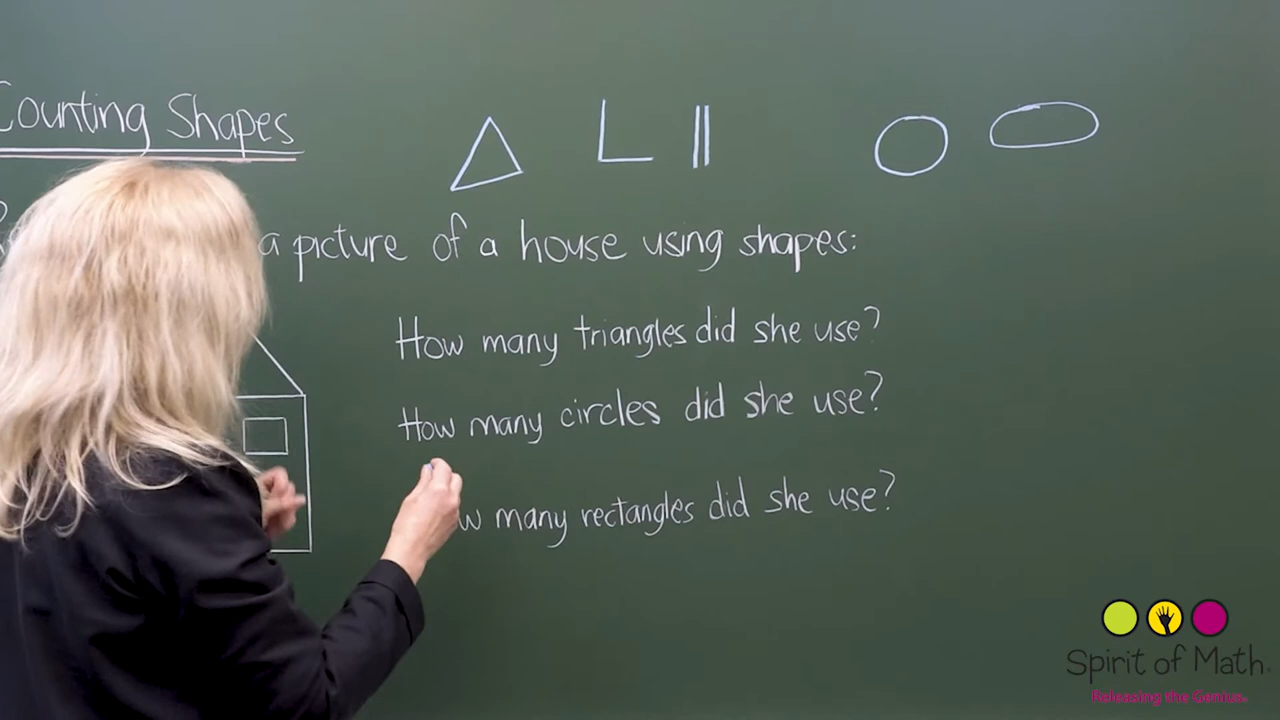 Counting Shapes
a picture of a house using shapes:
How many triangles did she use?
How many circles did she use?
many rectangles did she use?
Spirit of Math
Releasing the Genius.